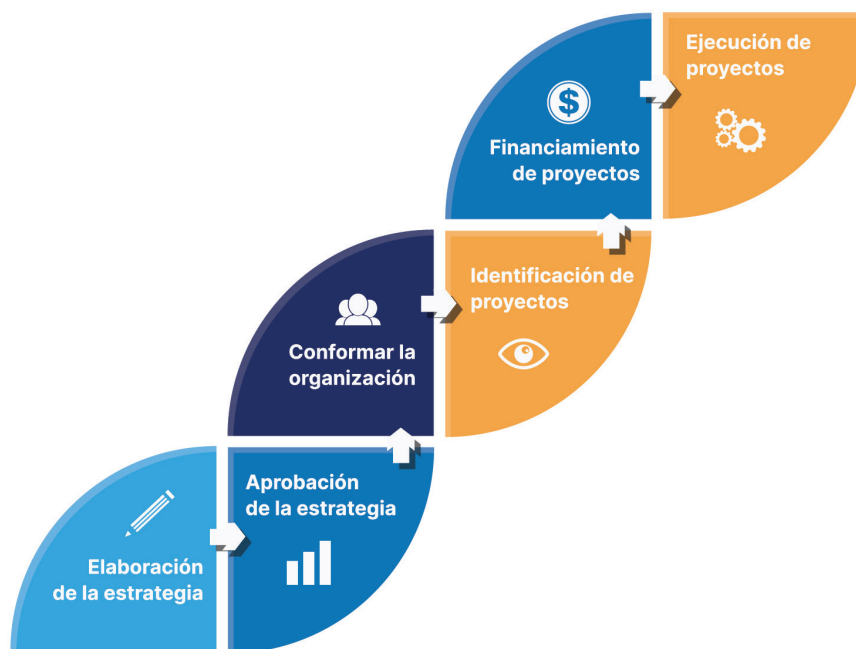 Ejecución de
proyectos
$
Financiamiento
de proyectos
Identificación de
proyectos
Conformar la
organización
Aprobación
de la estrategia
Elaboración
de la estrategia